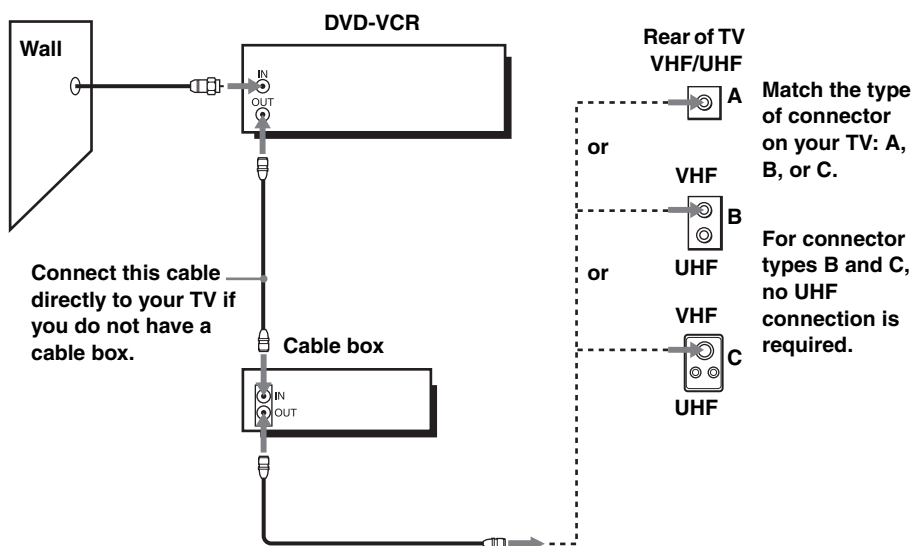 DVD-VCR
Wall
IN
OUT
Rear of TV
VHF/UHF
A
Match the type
of connector
on your TV: A,
B, or C.
or
VHF
B
UHF
For connector
types B and C,
no UHF
connection is
required.
or
VHF
C
UHF
Connect this cable
directly to your TV if
you do not have a
cable box.
Cable box
IN
OUT